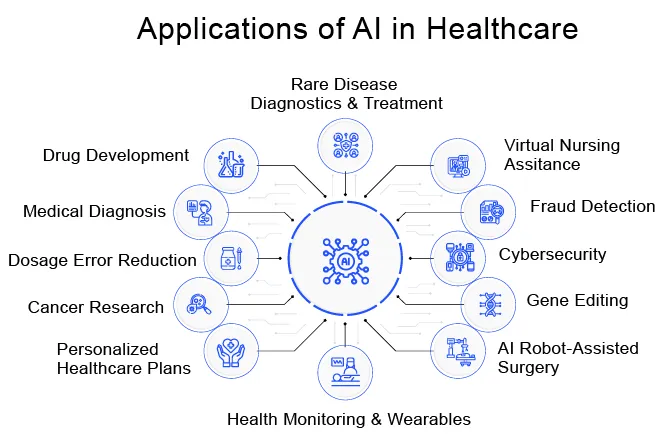 Applications of AI in Healthcare
Rare Disease
Diagnostics & Treatment
Drug Development
Virtual Nursing
Assitance
Medical Diagnosis
Fraud Detection
Dosage Error Reduction
Cybersecurity
Cancer Research
Gene Editing
Personalized
Healthcare Plans
AI Robot-Assisted
Surgery
Health Monitoring & Wearables
AI